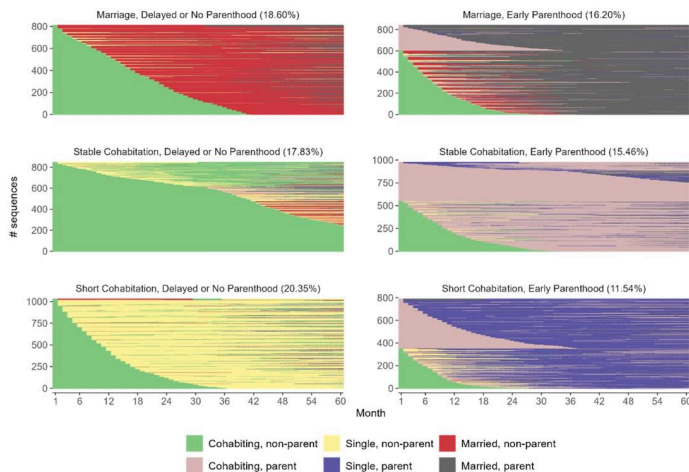 Marriage, Delayed or No Parenthood (18.60%)
800
600
400
200
0
Marriage, Early Parenthood (16.20%)
800
600
400
200
0
Stable Cohabitation, Delayed or No Parenthood (17.83%)
800
600
400
200
0
Stable Cohabitation, Early Parenthood (15.46%)
1000
750
500
250
0
# sequences
Short Cohabitation, Delayed or No Parenthood (20.35%)
1000
750
500
250
0
1 6 12 18 24 30 36 42 48 54 60
Short Cohabitation, Early Parenthood (11.54%)
800
600
400
200
0
1 6 12 18 24 30 36 42 48 54 60
Month
Cohabiting, non-parent Single, non-parent Married, non-parent
Cohabiting, parent Single, parent Married, parent